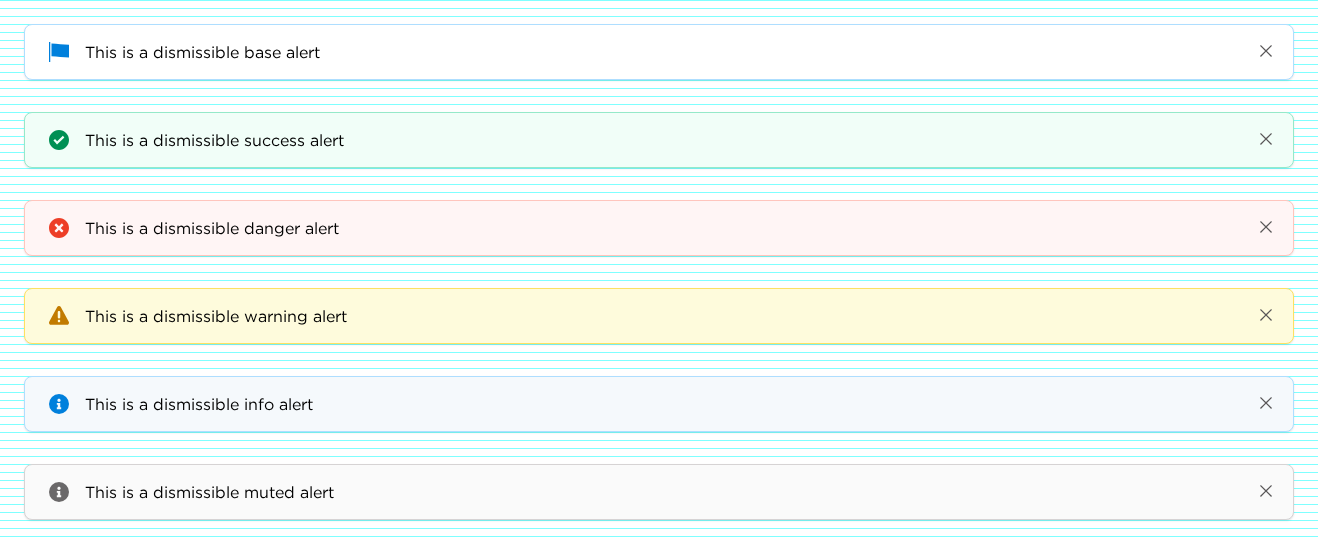 This is a dismissible base alert
This is a dismissible success alert
This is a dismissible danger alert
This is a dismissible warning alert
This is a dismissible info alert
This is a dismissible muted alert